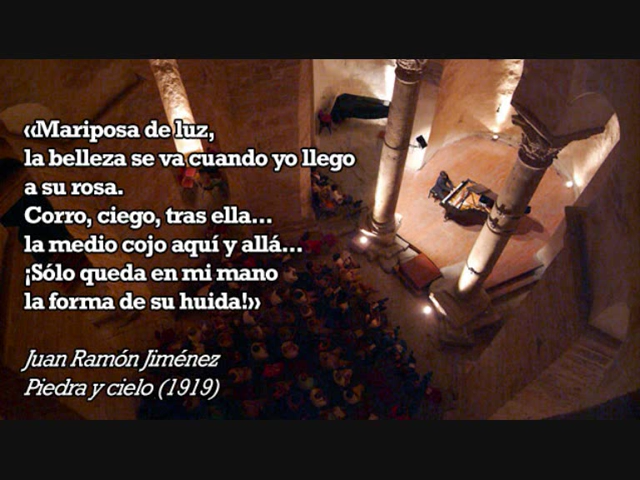 «Mariposa de luz,
la belleza se va cuando yo llego
a su rosa.
Corro, ciego, tras ella...
la medio cojo aquí y allá...
¡Sólo queda en mi mano
la forma de su huida!»
Juan Ramón Jiménez
Piedra y cielo (1919)